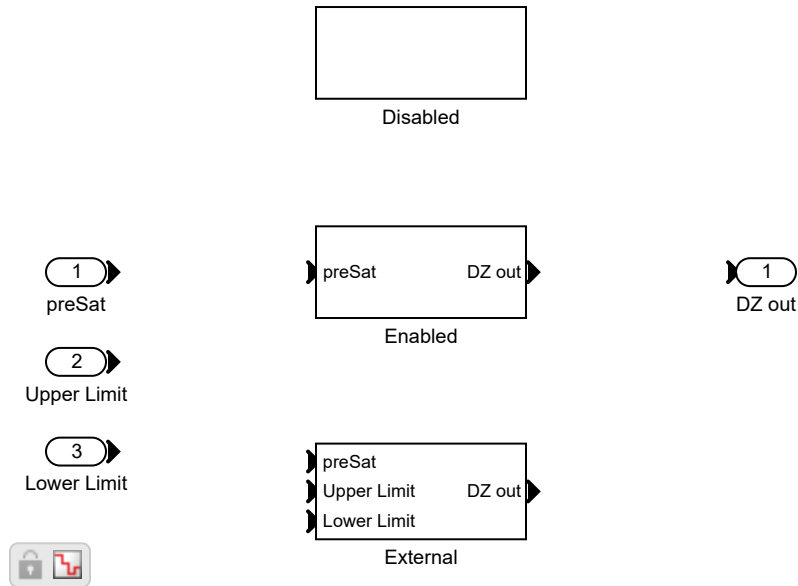 Disabled
preSat DZ out
Enabled
1
preSat
1
DZ out
2
Upper Limit
3
Lower Limit
preSat
Upper Limit DZ out
Lower Limit
External